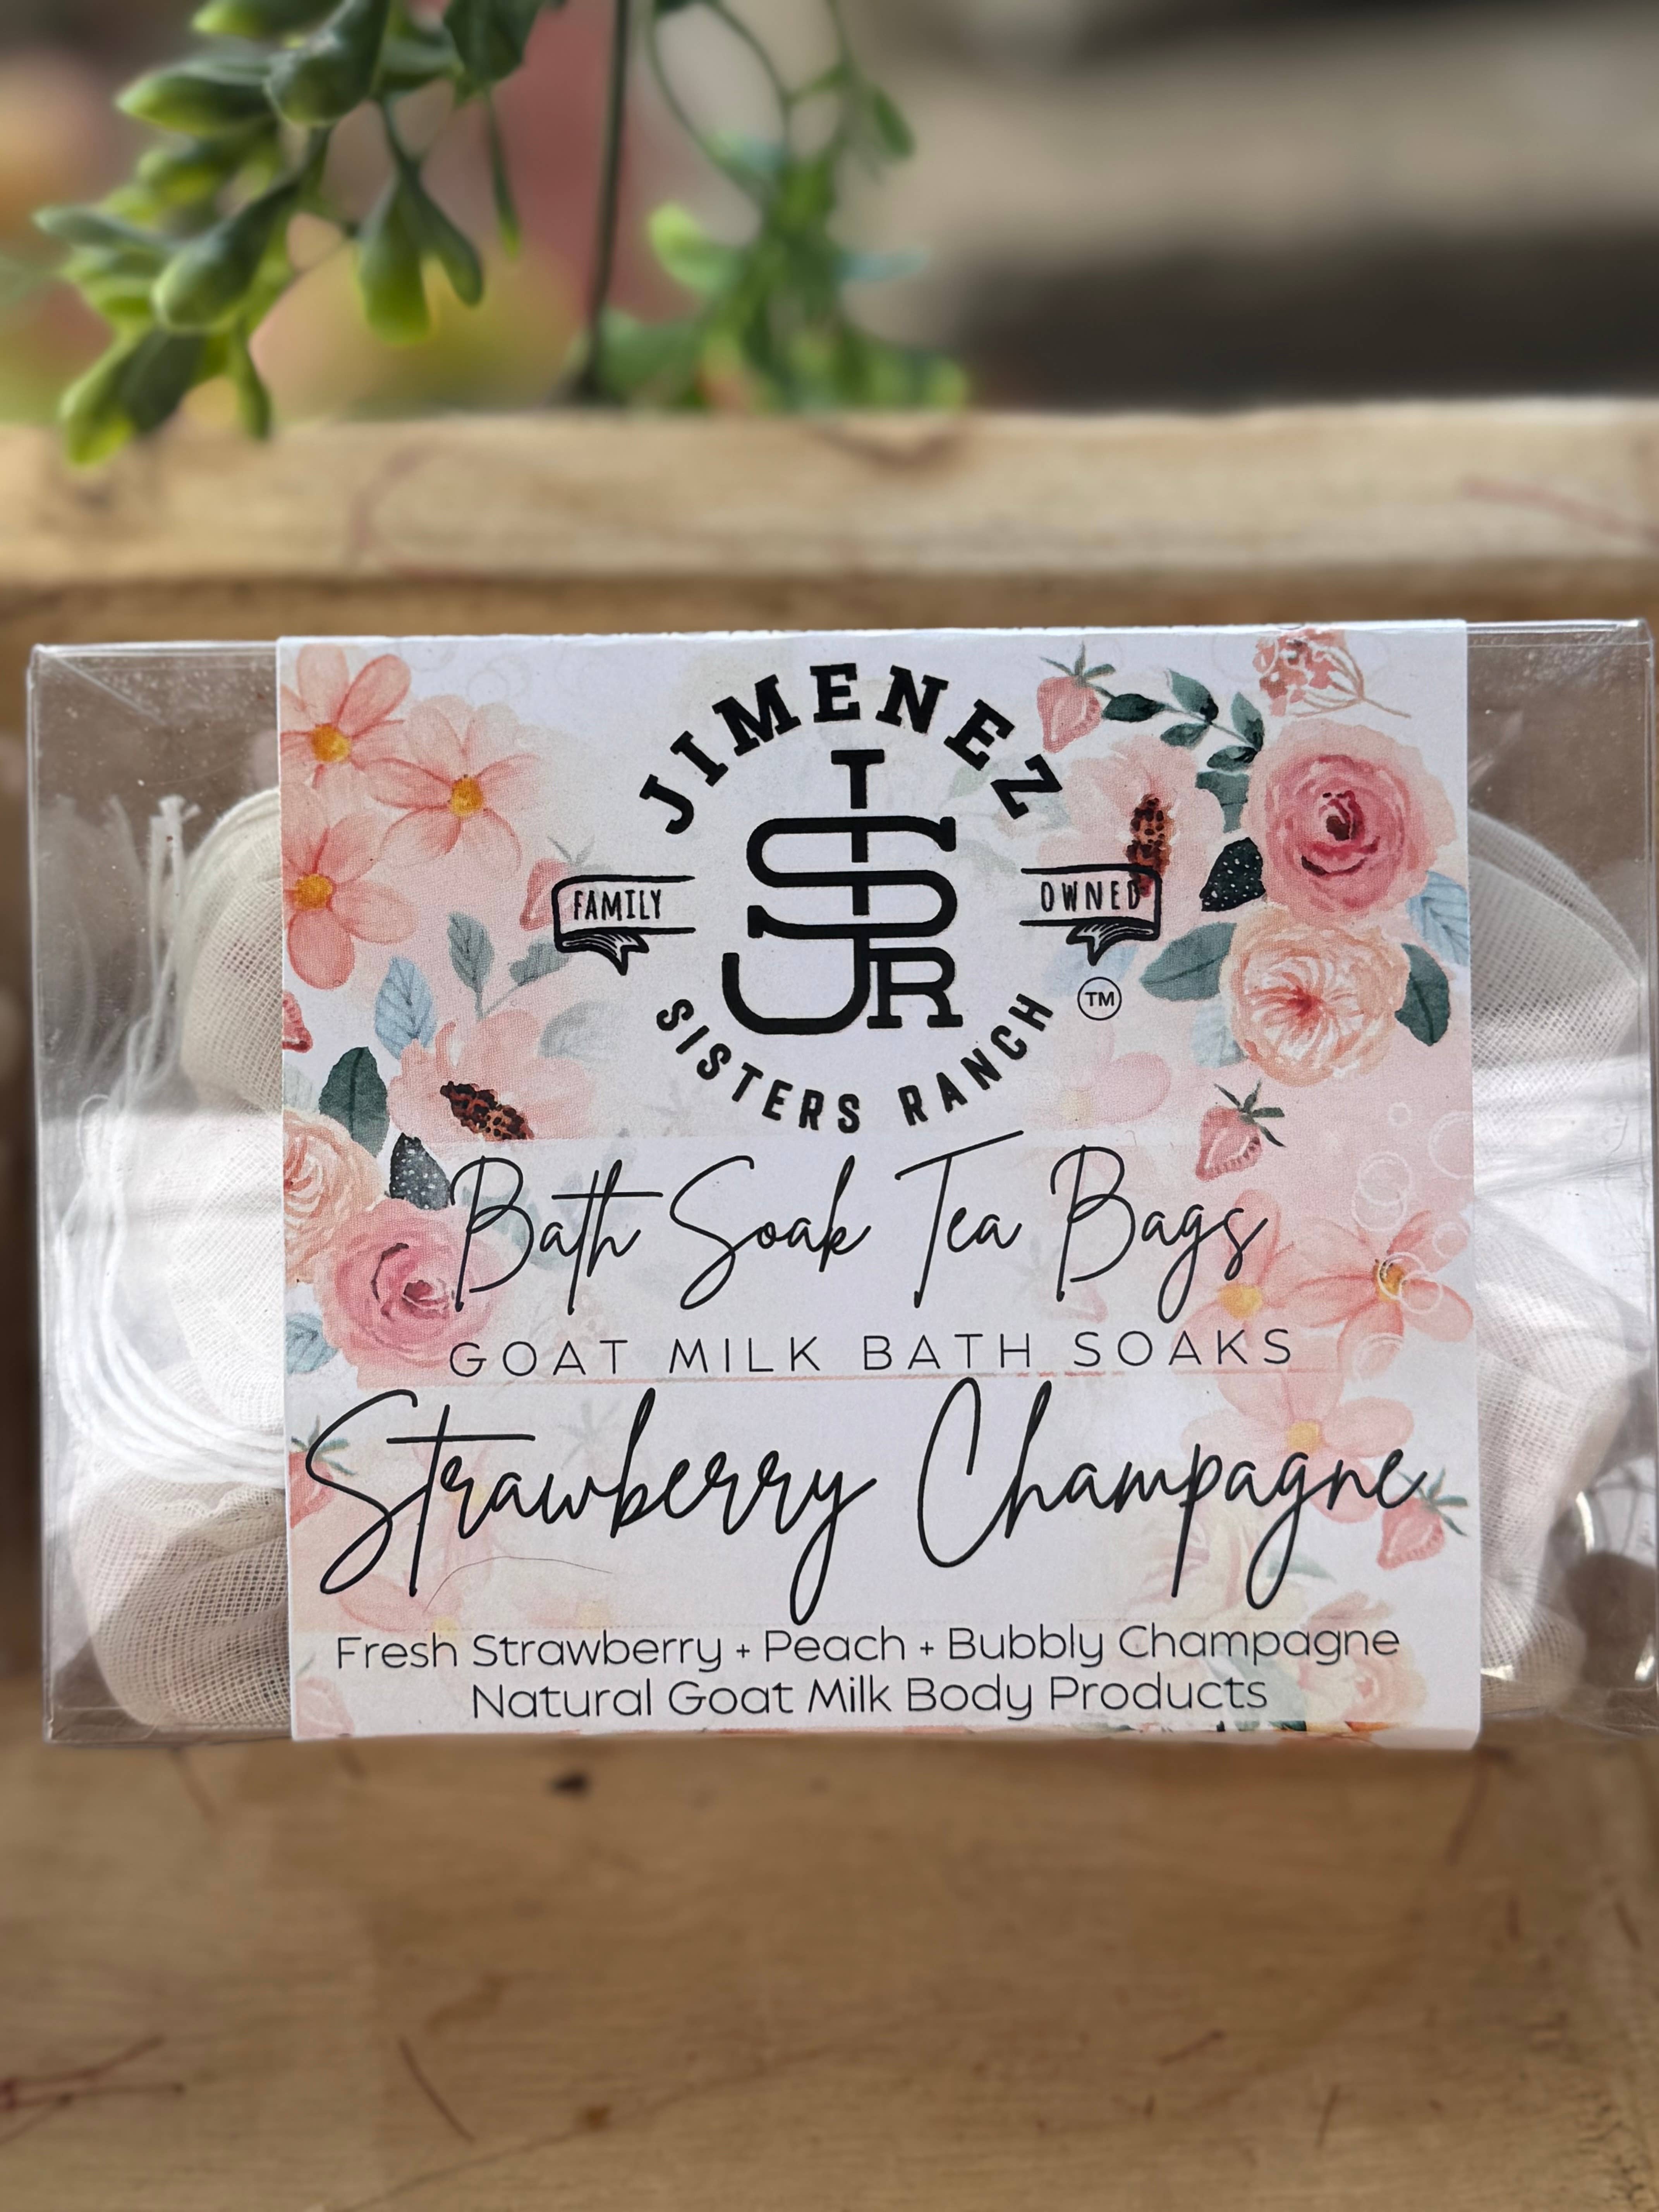 JIMENEZ
TSJR
FAMILY OWNED
TM
SISTERS RANCH
Bath Soak Tea Bags
GOAT MILK BATH SOAKS
Strawberry Champagne
Fresh Strawberry + Peach + Bubbly Champagne
Natural Goat Milk Body Products